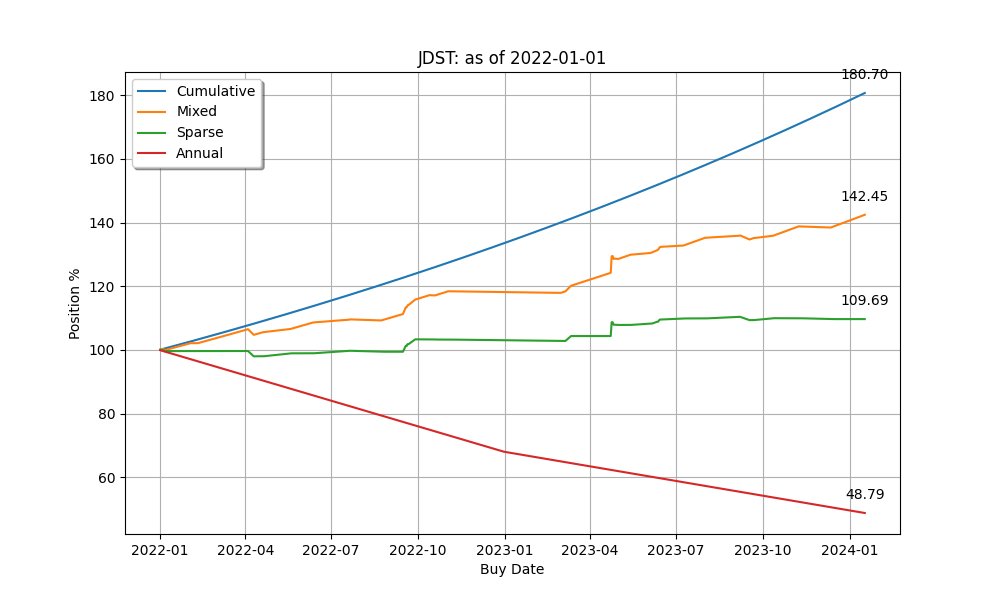 JDST: as of 2022-01-01
180.70
180
Cumulative
Mixed
Sparse
Annual
160
142.45
140
120
109.69
100
80
60
48.79
Position %
2022-01 2022-04 2022-07 2022-10 2023-01 2023-04 2023-07 2023-10 2024-01
Buy Date